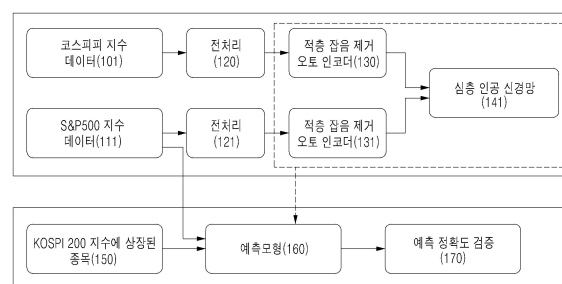 코스피피 지수
데이터(101)
전처리
(120)
적층 잡음 제거
오토 인코더(130)
심층 인공 신경망
(141)
S&P500 지수
데이터(111)
전처리
(121)
적층 잡음 제거
오토 인코더(131)
KOSPI 200 지수에 상장된
종목(150)
예측모형(160)
예측 정확도 검증
(170)